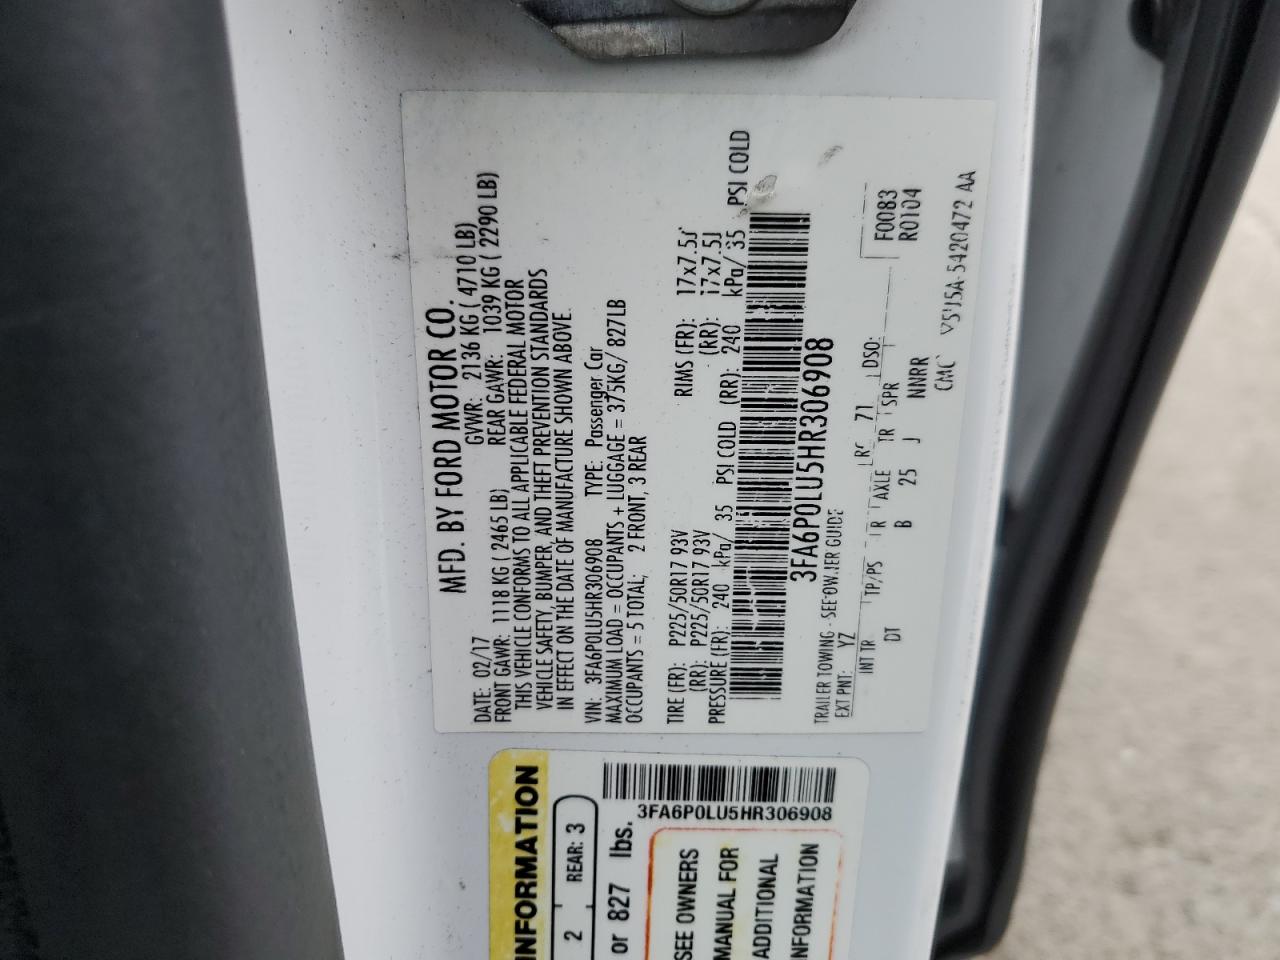 MFD. BY FORD MOTOR CO.
DATE: 02/17 GVWR: 2136 KG ( 4710 LB)
FRONT GAWR: 1118 KG ( 2465 LB) REAR GAWR: 1039 KG ( 2290 LB)
THIS VEHICLE CONFORMS TO ALL APPLICABLE FEDERAL MOTOR
VEHICLE SAFETY, BUMPER, AND THEFT PREVENTION STANDARDS
IN EFFECT ON THE DATE OF MANUFACTURE SHOWN ABOVE.
VIN: 3FA6P0LU5HR306908 TYPE: Passenger Car
MAXIMUM LOAD = OCCUPANTS + LUGGAGE = 375KG/ 827LB
OCCUPANTS = 5 TOTAL; 2 FRONT, 3 REAR
TIRE (FR): P225/50R17 93V RIMS (FR): 17x7.5J
(RR): P225/50R17 93V (RR): 17x7.5J
PRESSURE (FR): 240 kPa/ 35 PSI COLD (RR): 240 kPa/ 35 PSI COLD
3FA6P0LU5HR306908
TRAILER TOWING - SEE OWNER GUIDE
EXT PNT: YZ 71 DSO: F0083
INT TR TP/PS R AXLE TR SPR R0104
DT B 25 J NNRR
5420472 AA
INFORMATION
2 REAR: 3
or 827 lbs.
3FA6P0LU5HR306908
SEE OWNERS
MANUAL FOR
ADDITIONAL
INFORMATION